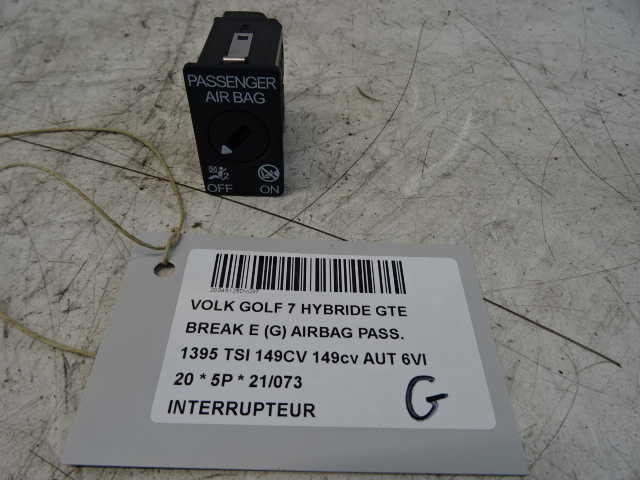 PASSENGER
AIR BAG
2
OFF ON
VOLK GOLF 7 HYBRIDE GTE
BREAK E (G) AIRBAG PASS.
1395 TSI 149CV 149cv AUT 6VI
20 * 5P * 21/073
INTERRUPTEUR
G